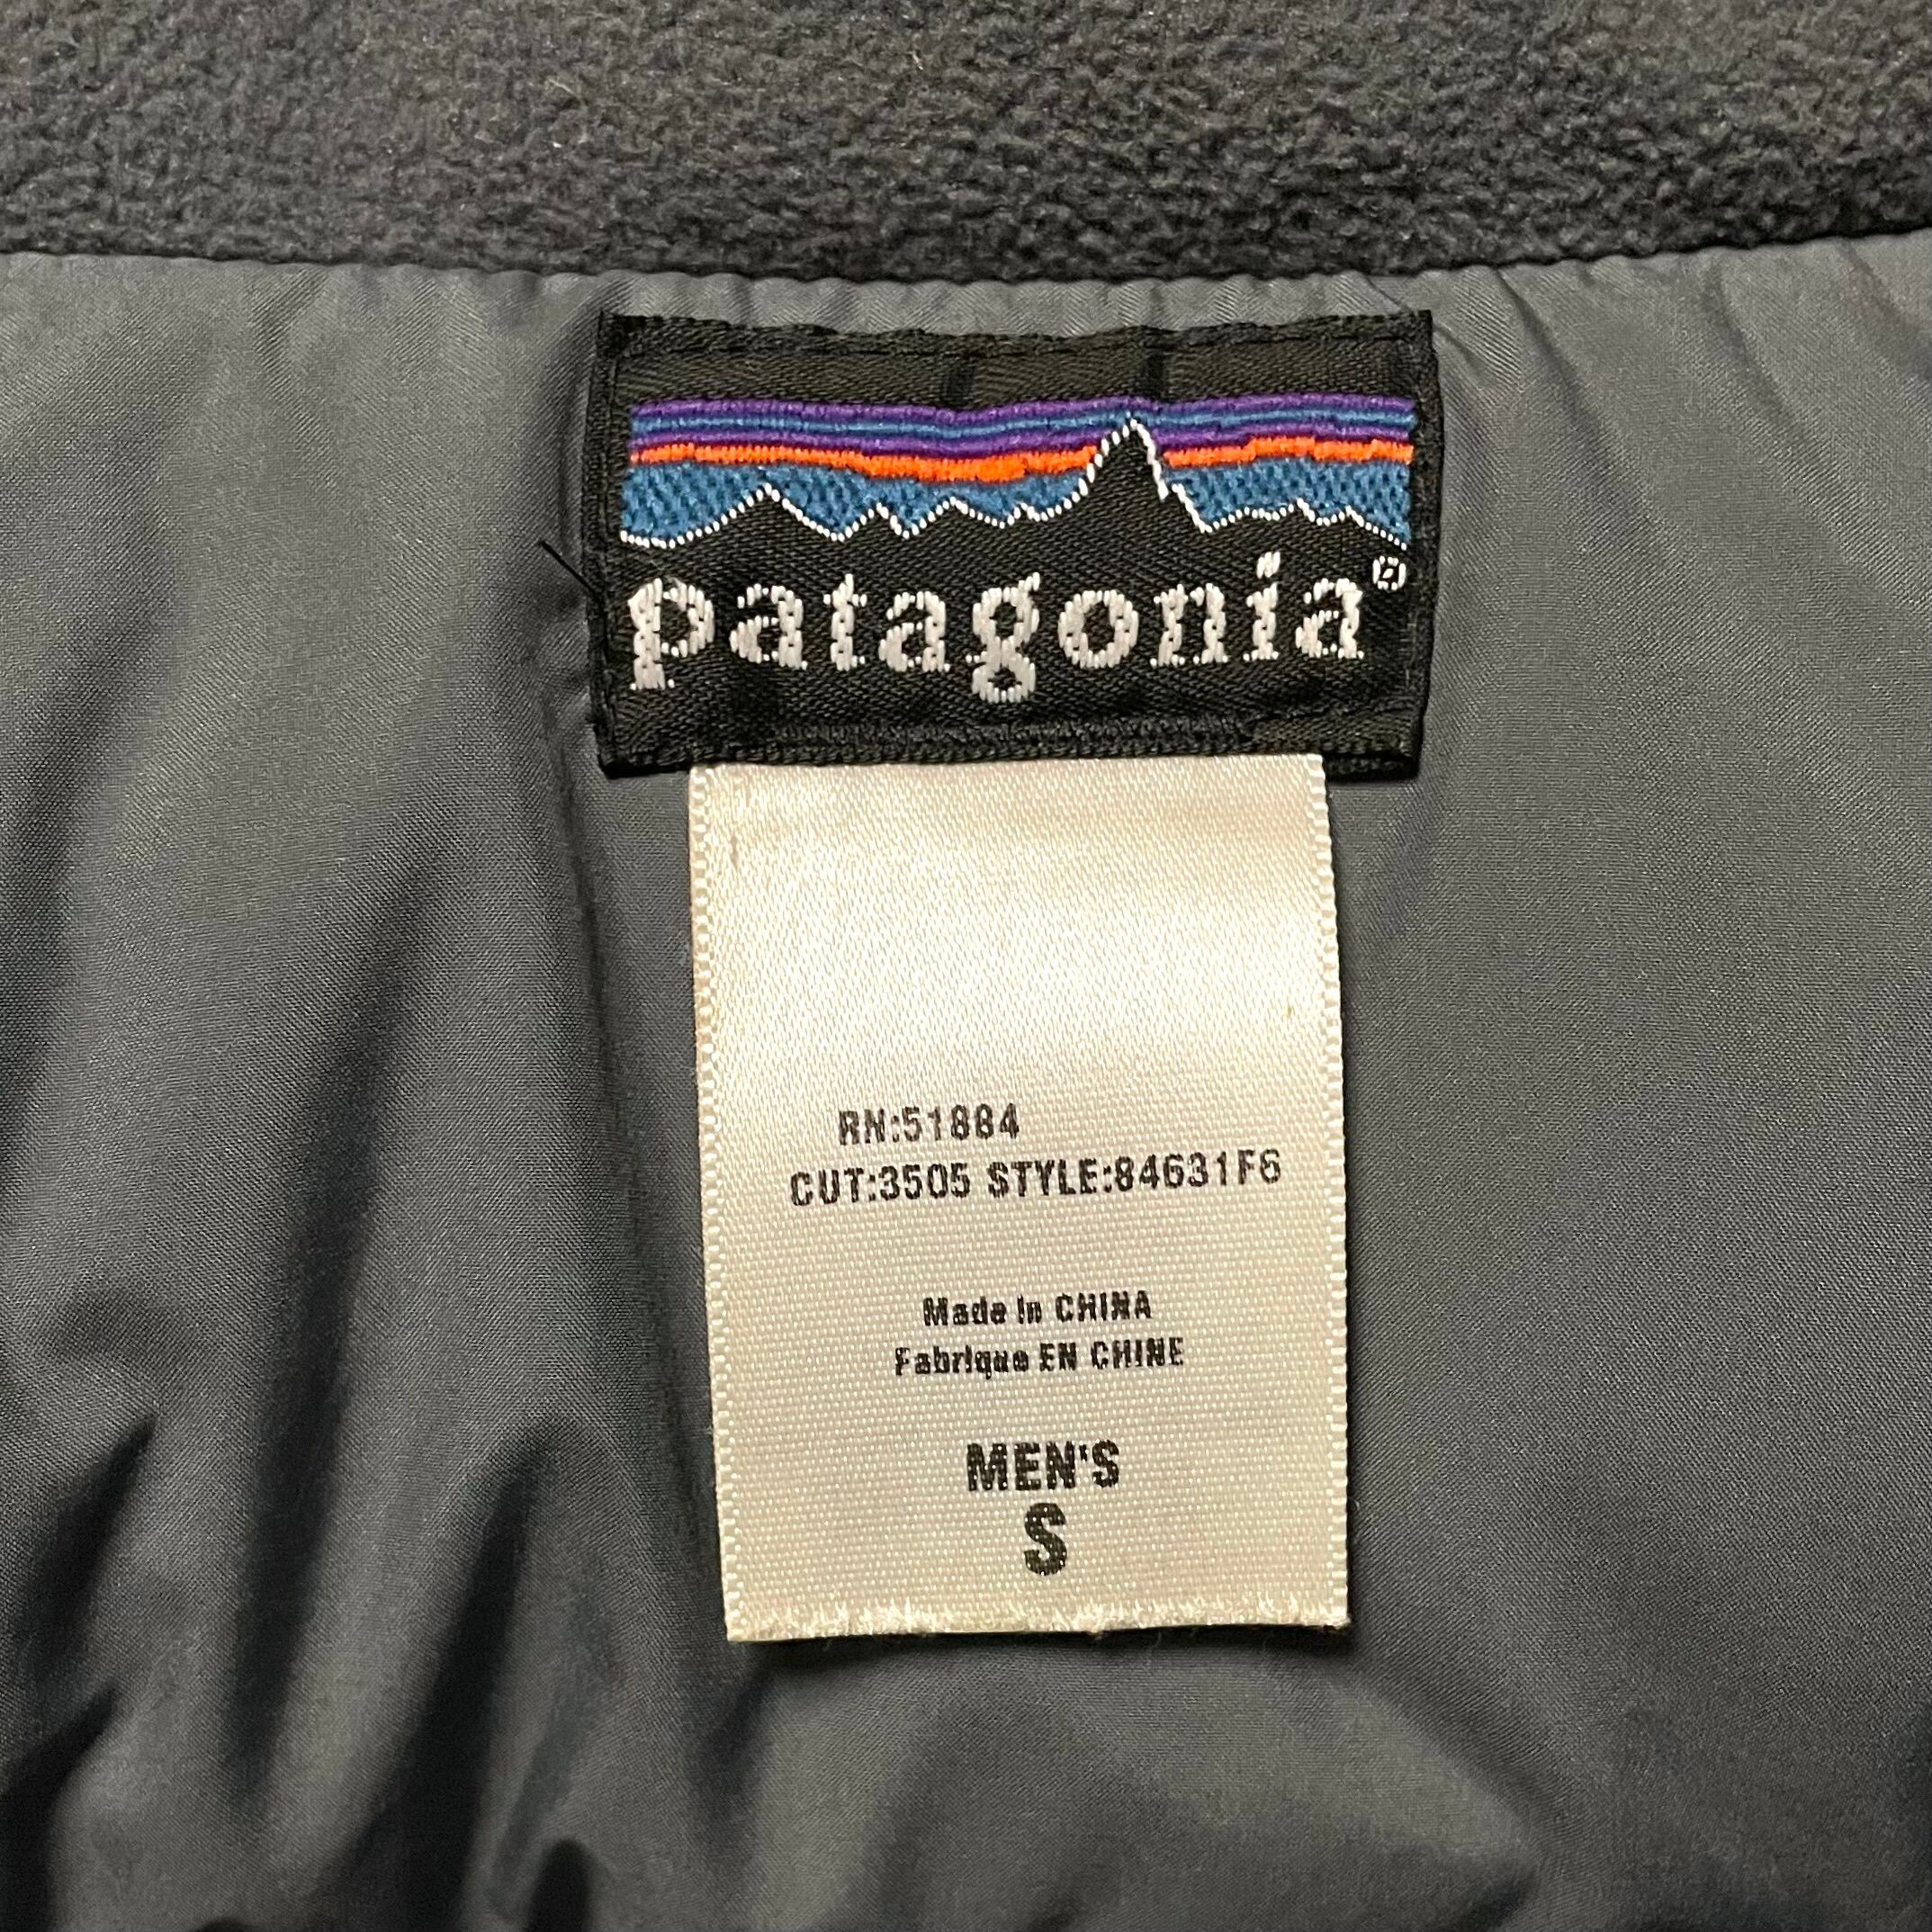 patagonia®
RN:51884
CUT:3505 STYLE:84631F6
Made In CHINA
Fabrique EN CHINE
MEN'S
S